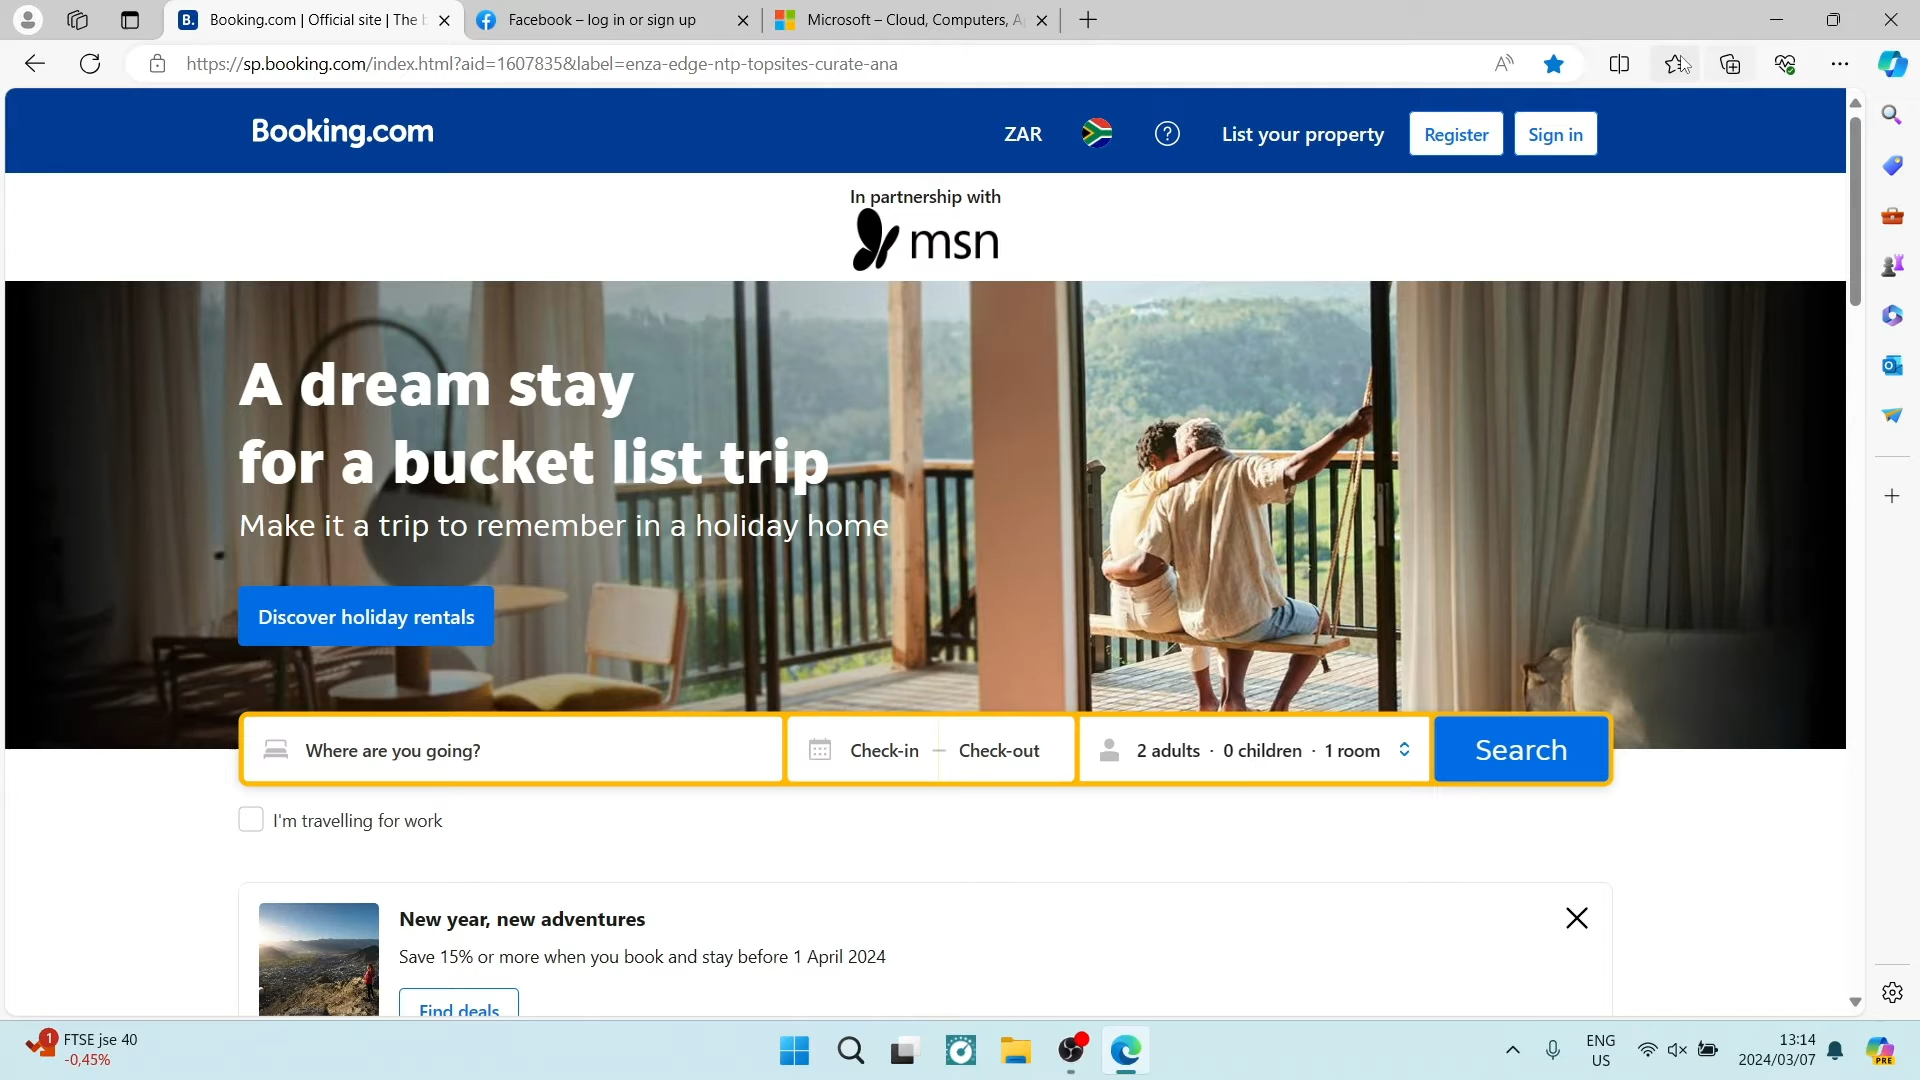 Booking.com | Official site | The b
Facebook – log in or sign up
Microsoft – Cloud, Computers, A
https://sp.booking.com/index.html?aid=1607835&label=enza-edge-ntp-topsites-curate-ana
Booking.com
ZAR
List your property
Register
Sign in
In partnership with
msn
A dream stay
for a bucket list trip
Make it a trip to remember in a holiday home
Discover holiday rentals
Where are you going?
Check-in — Check-out
2 adults · 0 children · 1 room
Search
I'm travelling for work
New year, new adventures
Save 15% or more when you book and stay before 1 April 2024
Find deals
1
FTSE jse 40
-0,45%
ENG
US
13:14
2024/03/07
PRE